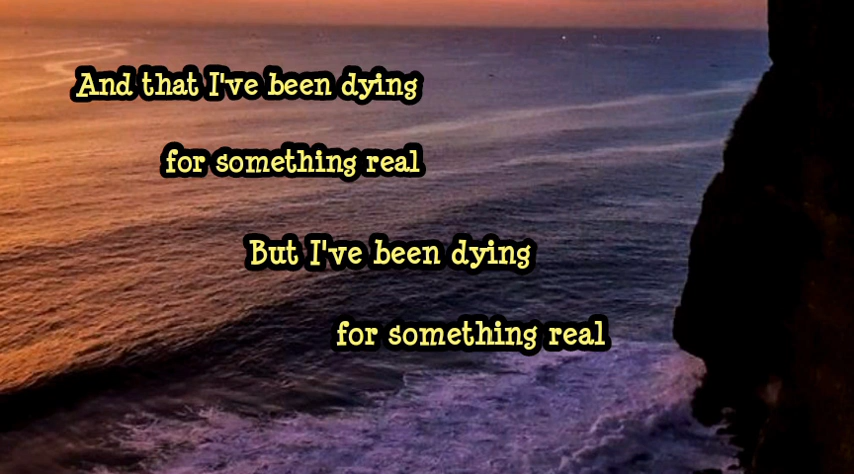 And that I've been dying
for something real
But I've been dying
for something real